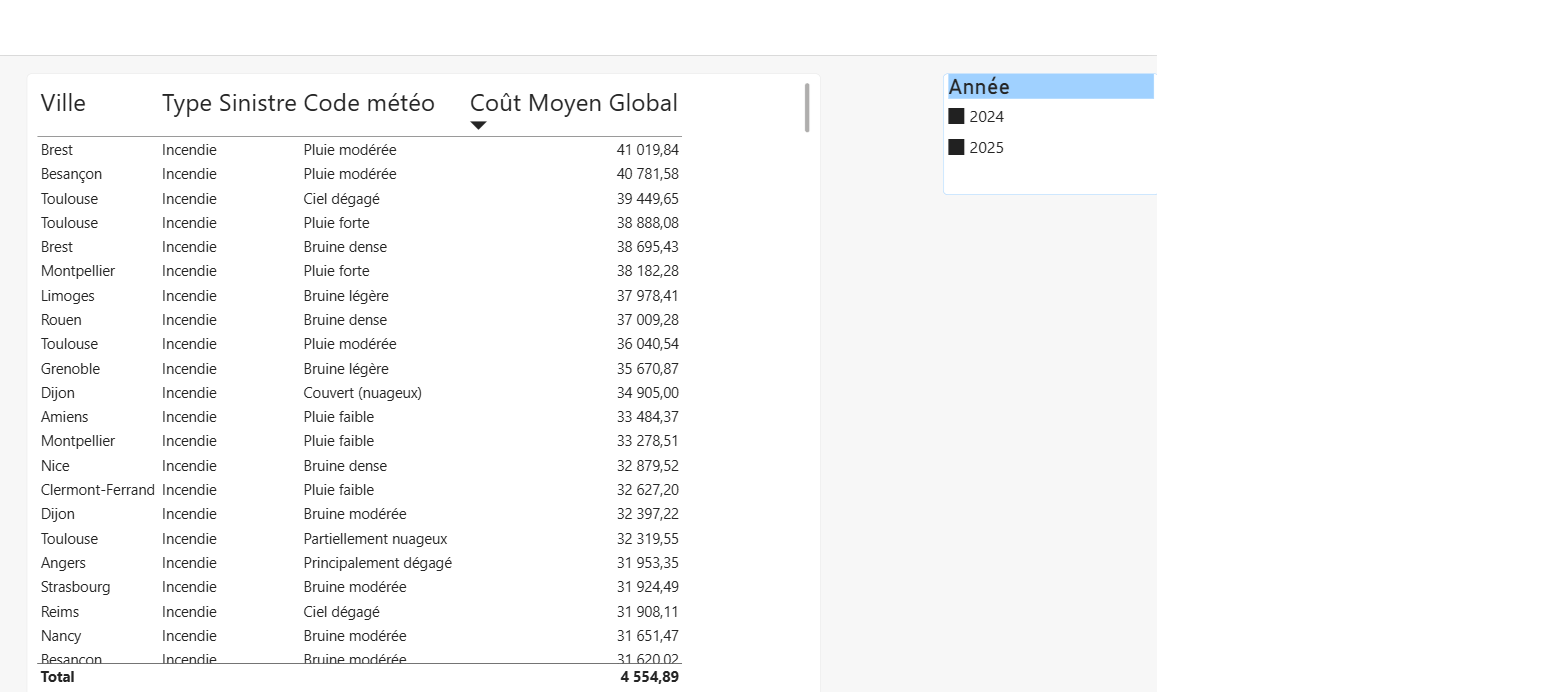 Ville Type Sinistre Code météo Coût Moyen Global
Brest Incendie Pluie modérée 41 019,84
Besançon Incendie Pluie modérée 40 781,58
Toulouse Incendie Ciel dégagé 39 449,65
Toulouse Incendie Pluie forte 38 888,08
Brest Incendie Bruine dense 38 695,43
Montpellier Incendie Pluie forte 38 182,28
Limoges Incendie Bruine légère 37 978,41
Rouen Incendie Bruine dense 37 009,28
Toulouse Incendie Pluie modérée 36 040,54
Grenoble Incendie Bruine légère 35 670,87
Dijon Incendie Couvert (nuageux) 34 905,00
Amiens Incendie Pluie faible 33 484,37
Montpellier Incendie Pluie faible 33 278,51
Nice Incendie Bruine dense 32 879,52
Clermont-Ferrand Incendie Pluie faible 32 627,20
Dijon Incendie Bruine modérée 32 397,22
Toulouse Incendie Partiellement nuageux 32 319,55
Angers Incendie Principalement dégagé 31 953,35
Strasbourg Incendie Bruine modérée 31 924,49
Reims Incendie Ciel dégagé 31 908,11
Nancy Incendie Bruine modérée 31 651,47
Besançon Incendie Bruine modérée 31 620,02
Total 4 554,89
Année
2024
2025